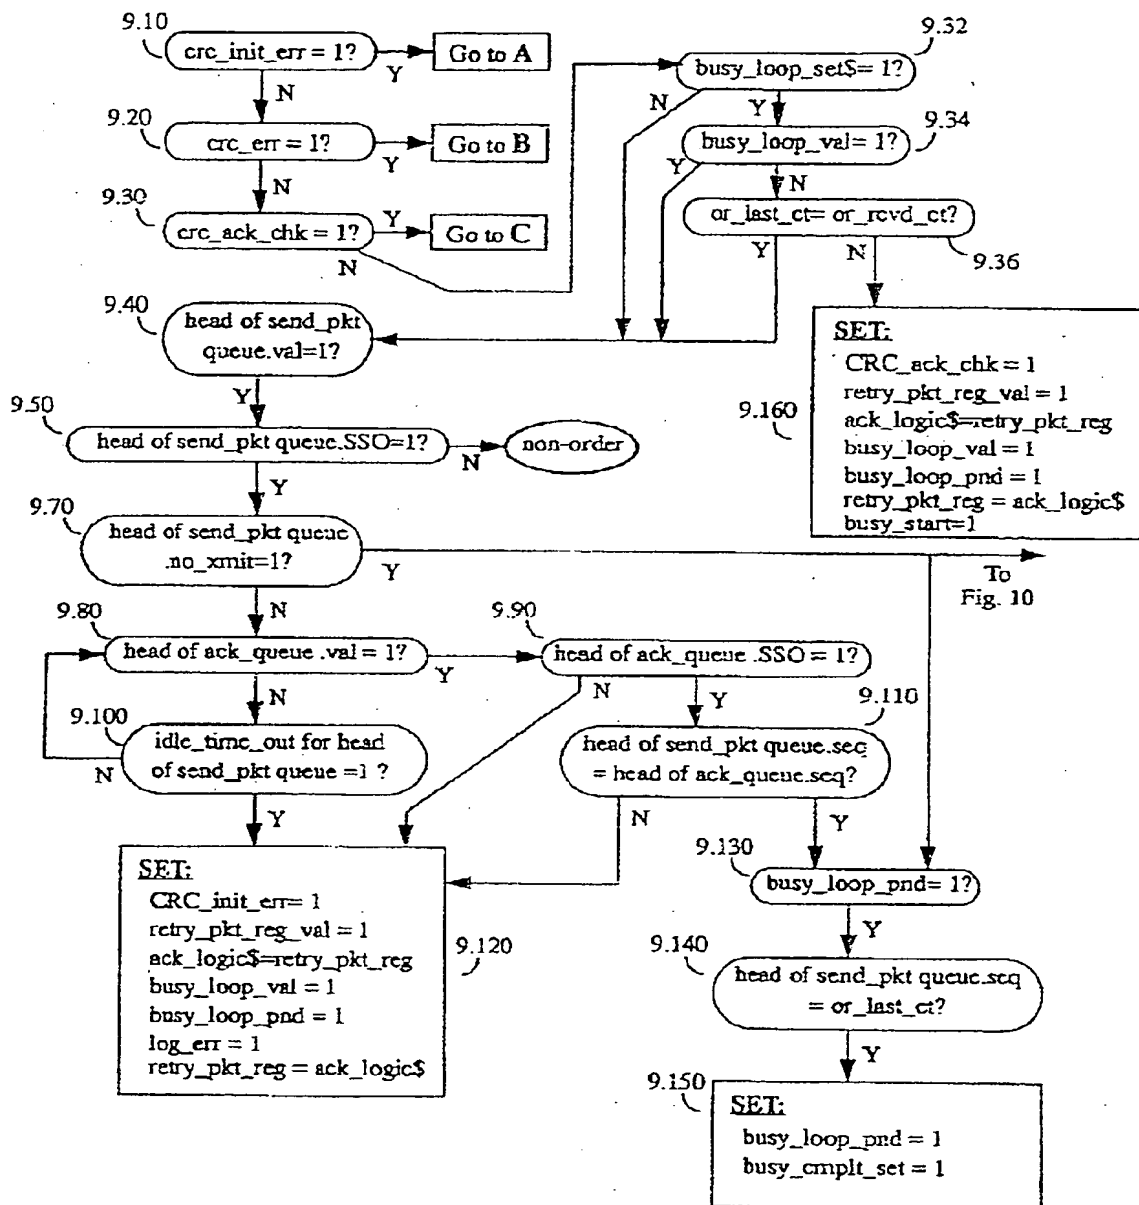 9.10
crc_init_err = 1?
Y
Go to A
N
9.20
crc_err = 1?
Y
Go to B
N
9.30
crc_ack_chk = 1?
Y
Go to C
N
9.32
busy_loop_set$= 1?
N
Y
9.34
busy_loop_val= 1?
Y
N
or_last_ct= or_rcvd_ct?
Y
N
9.36
9.40
head of send_pkt
queue.val=1?
Y
9.50
head of send_pkt queue.SSO=1?
N
non-order
Y
9.160
SET:
CRC_ack_chk = 1
retry_pkt_reg_val = 1
ack_logic$=retry_pkt_reg
busy_loop_val = 1
busy_loop_pnd = 1
retry_pkt_reg = ack_logic$
busy_start=1
9.70
head of send_pkt queue
.no_xmit=1?
Y
To
Fig. 10
N
9.80
head of ack_queue .val= 1?
Y
N
9.90
head of ack_queue .SSO= 1?
N
Y
9.100
idle_time_out for head
of send_pkt queue =1 ?
N
Y
9.110
head of send_pkt queue.seq
= head of ack_queue.seq?
N
Y
9.120
SET:
CRC_init_err= 1
retry_pkt_reg_val = 1
ack_logic$=retry_pkt_reg
busy_loop_val = 1
busy_loop_pnd = 1
log_err = 1
retry_pkt_reg = ack_logic$
9.130
busy_loop_pnd= 1?
Y
9.140
head of send_pkt queue.seq
= or_last_ct?
Y
9.150
SET:
busy_loop_pnd = 1
busy_cmplt_set = 1